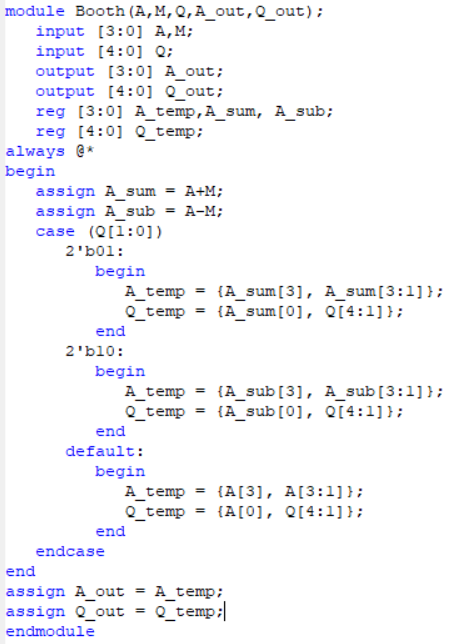 module Booth(A,M,Q,A_out,Q_out);
input [3:0] A,M;
input [4:0] Q;
output [3:0] A_out;
output [4:0] Q_out;
reg [3:0] A_temp,A_sum, A_sub;
reg [4:0] Q_temp;
always @*
begin
assign A_sum = A+M;
assign A_sub = A-M;
case (Q[1:0])
2'b01:
begin
A_temp = {A_sum[3], A_sum[3:1]};
Q_temp = {A_sum[0], Q[4:1]};
end
2'b10:
begin
A_temp = {A_sub[3], A_sub[3:1]};
Q_temp = {A_sub[0], Q[4:1]};
end
default:
begin
A_temp = {A[3], A[3:1]};
Q_temp = {A[0], Q[4:1]};
end
endcase
end
assign A_out = A_temp;
assign Q_out = Q_temp;
endmodule